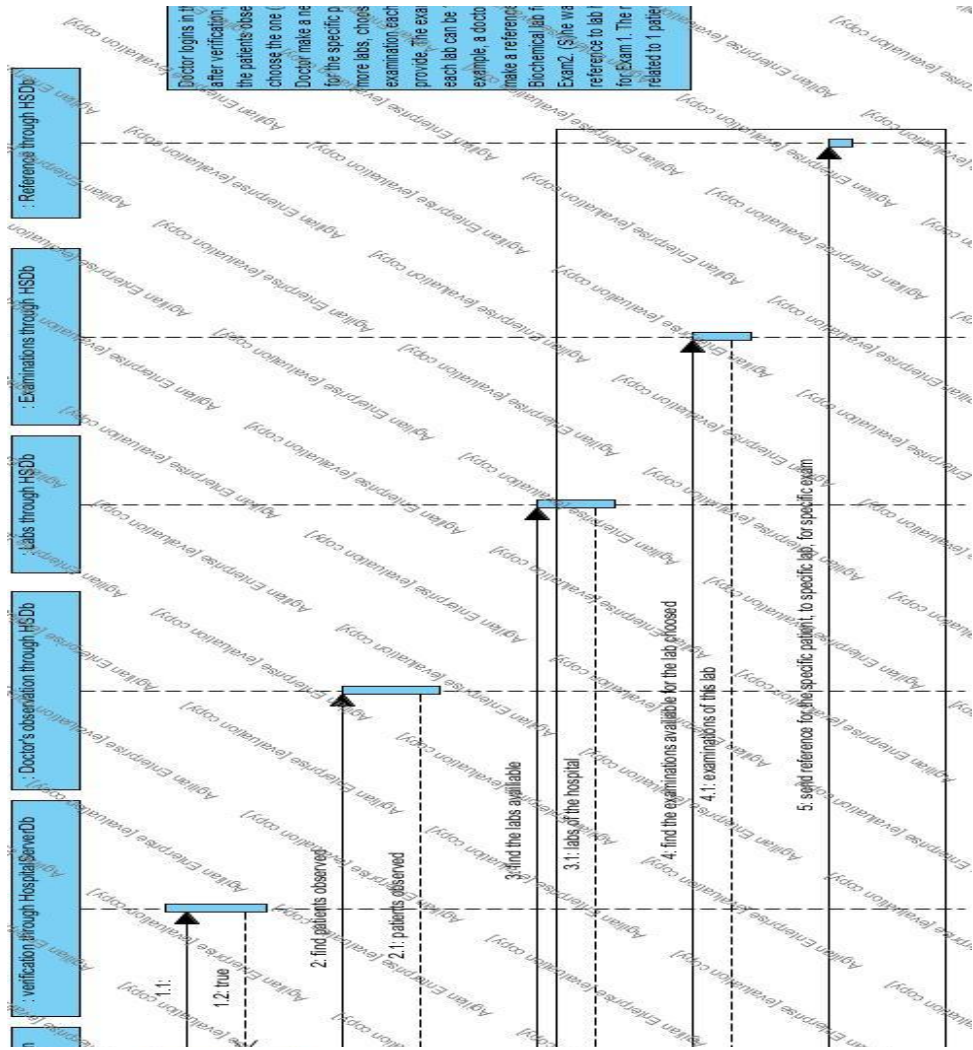 n
: verification through HospitalServerDb
: Doctor's observation through HSDb
: Labs through HSDb
: Examinations through HSDb
: Reference through HSDb
Doctor logins in th
after verification,
the patients obse
choose the one (
Doctor make a ne
for the specific p
more labs, choos
examination each
provide. The exa
each lab can be
example, a docto
make a referenc
Biochemical lab f
Exam2. (S)he wa
reference to lab
for Exam 1. The r
related to 1 patie
1.1:
1.2: true
2: find patients observed
2.1: patients observed
3: find the labs available
3.1: labs of the hospital
4: find the examinations available for the lab choosed
4.1: examinations of this lab
5: send reference for the specific patient, to specific lab, for specific exam
Agilian Enterprise [evaluation copy]